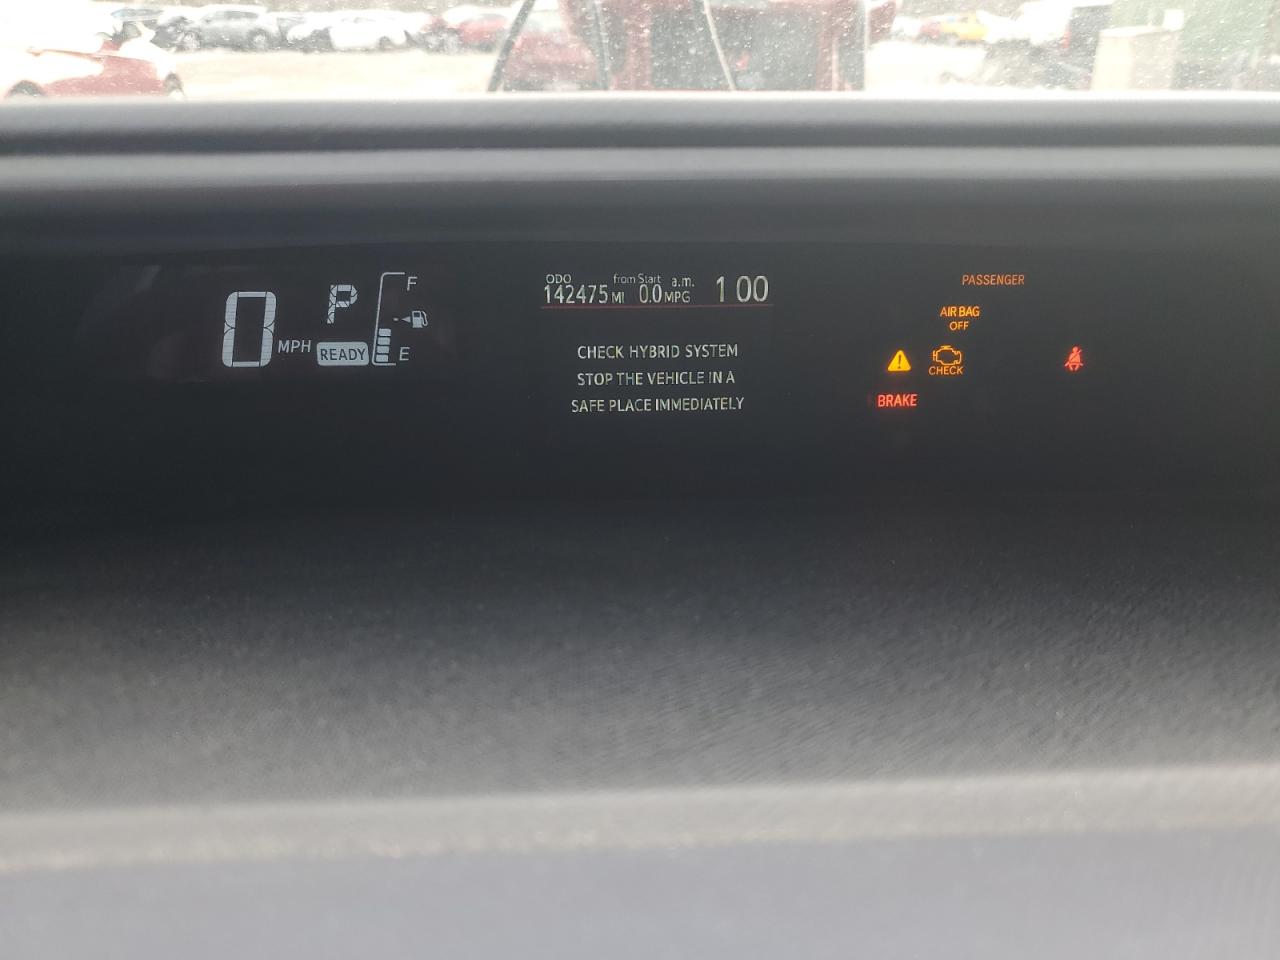 0 MPH
P
READY
F
E
ODO from Start a.m.
142475 MI 0.0 MPG 1 00
CHECK HYBRID SYSTEM
STOP THE VEHICLE IN A
SAFE PLACE IMMEDIATELY
PASSENGER
AIR BAG
OFF
CHECK
BRAKE